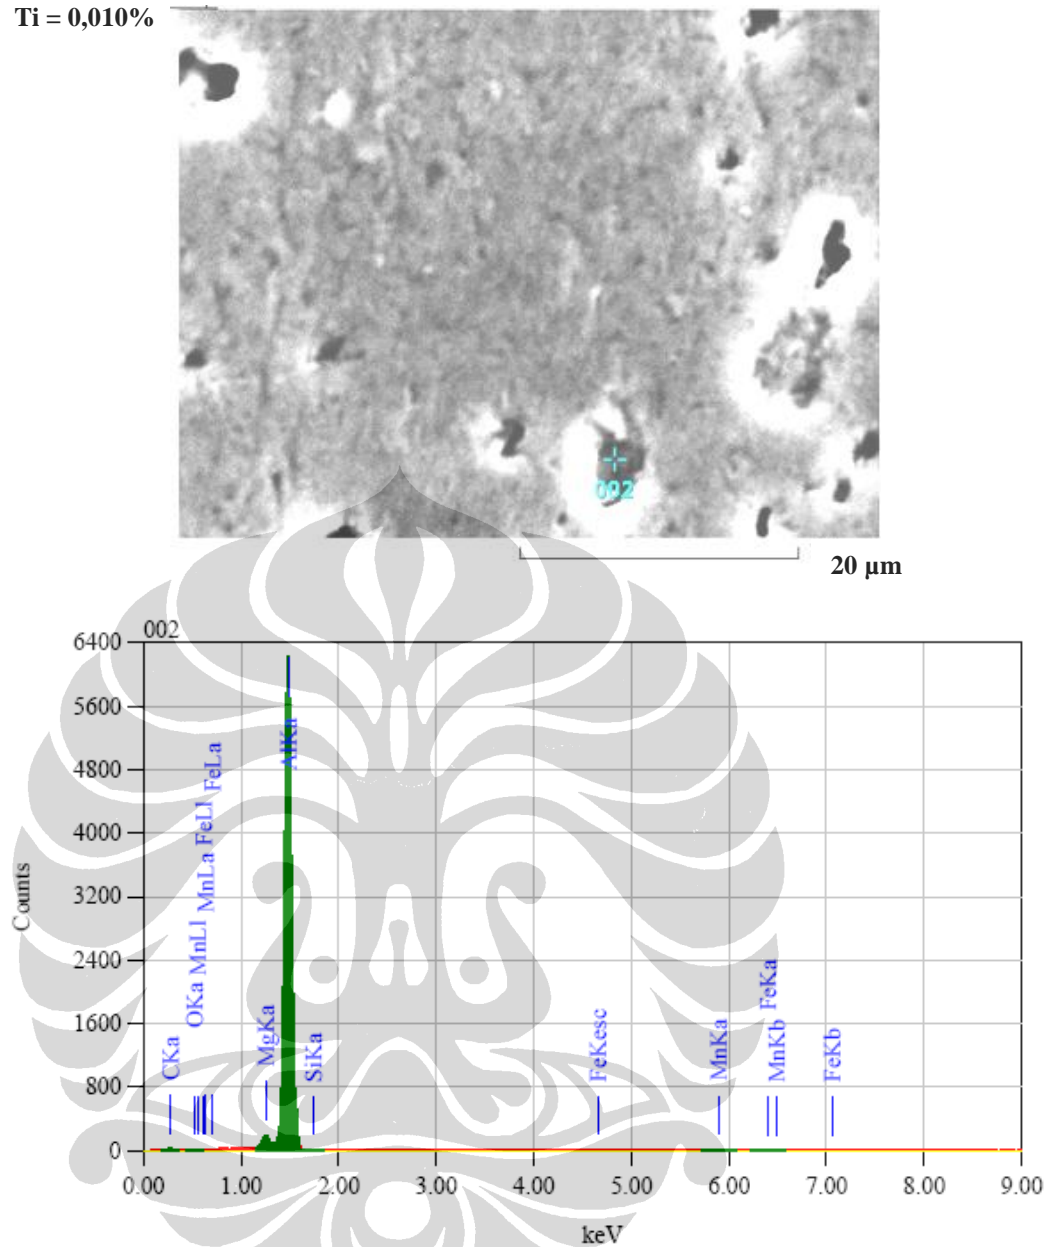 Ti = 0,010%
002
20 µm
002
6400
5600
4800
4000
3200
2400
1600
800
0
Counts
CKa
OKa MnLl
MnLa FeLl FeLa
MgKa
AlKa
SiKa
FeKesc
MnKa
MnKb FeKa
FeKb
0.00 1.00 2.00 3.00 4.00 5.00 6.00 7.00 8.00 9.00
keV